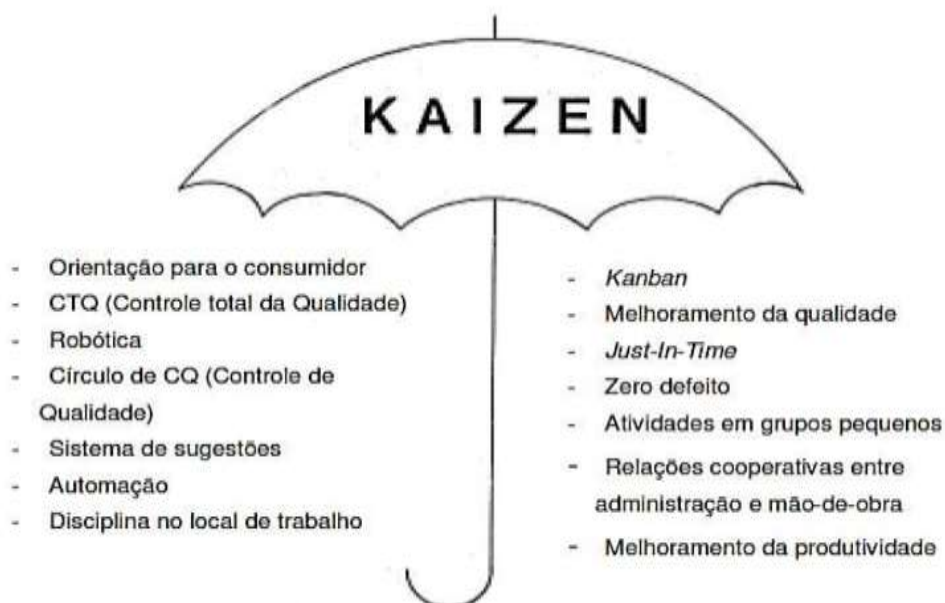 KAIZEN
- Orientação para o consumidor
- CTQ (Controle total da Qualidade)
- Robótica
- Círculo de CQ (Controle de
Qualidade)
- Sistema de sugestões
- Automação
- Disciplina no local de trabalho
- Kanban
- Melhoramento da qualidade
- Just-In-Time
- Zero defeito
- Atividades em grupos pequenos
- Relações cooperativas entre
administração e mão-de-obra
- Melhoramento da produtividade